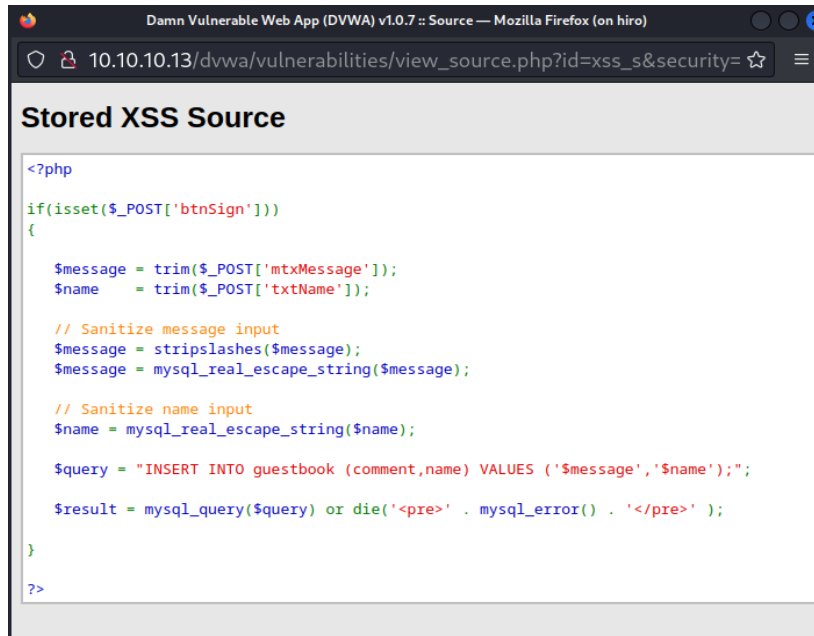 Damn Vulnerable Web App (DVWA) v1.0.7 :: Source — Mozilla Firefox (on hiro)
10.10.10.13/dvwa/vulnerabilities/view_source.php?id=xss_s&security=
Stored XSS Source
<?php
if(isset($_POST['btnSign']))
{
$message = trim($_POST['mtxMessage']);
$name    = trim($_POST['txtName']);
// Sanitize message input
$message = stripslashes($message);
$message = mysql_real_escape_string($message);
// Sanitize name input
$name = mysql_real_escape_string($name);
$query = "INSERT INTO guestbook (comment,name) VALUES ('$message','$name');";
$result = mysql_query($query) or die('<pre>' . mysql_error() . '</pre>' );
}
?>